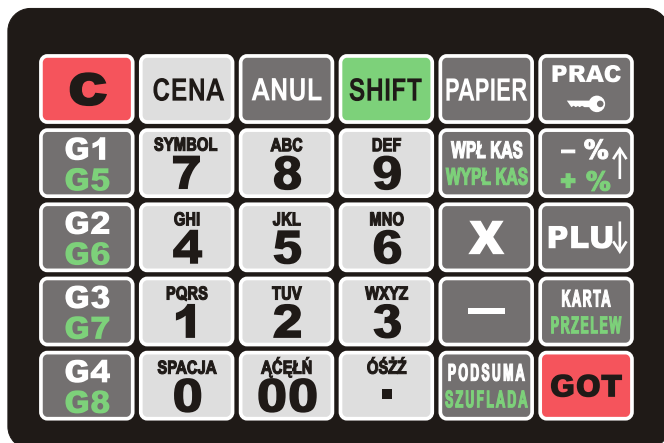 C CENA ANUL SHIFT PAPIER PRAC
G1 SYMBOL ABC DEF WPŁ KAS – % ↑
G5 7 8 9 WYPŁ KAS + %
G2 GHI JKL MNO X PLU↓
G6 4 5 6
G3 PQRS TUV WXYZ — KARTA
G7 1 2 3 PRZELEW
G4 SPACJA ĄĆĘŁŃ ÓŚŻŹ PODSUMA GOT
G8 0 00 . SZUFLADA